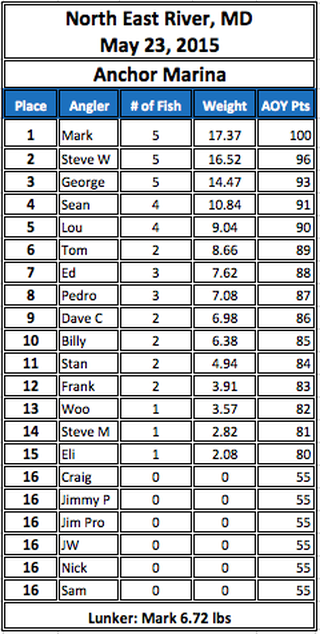 North East River, MD
May 23, 2015
Anchor Marina
Place Angler # of Fish Weight AOY Pts
1 Mark 5 17.37 100
2 Steve W 5 16.52 96
3 George 5 14.47 93
4 Sean 4 10.84 91
5 Lou 4 9.04 90
6 Tom 2 8.66 89
7 Ed 3 7.62 88
8 Pedro 3 7.08 87
9 Dave C 2 6.98 86
10 Billy 2 6.38 85
11 Stan 2 4.94 84
12 Frank 2 3.91 83
13 Woo 1 3.57 82
14 Steve M 1 2.82 81
15 Eli 1 2.08 80
16 Craig 0 0 55
16 Jimmy P 0 0 55
16 Jim Pro 0 0 55
16 JW 0 0 55
16 Nick 0 0 55
16 Sam 0 0 55
Lunker: Mark 6.72 lbs